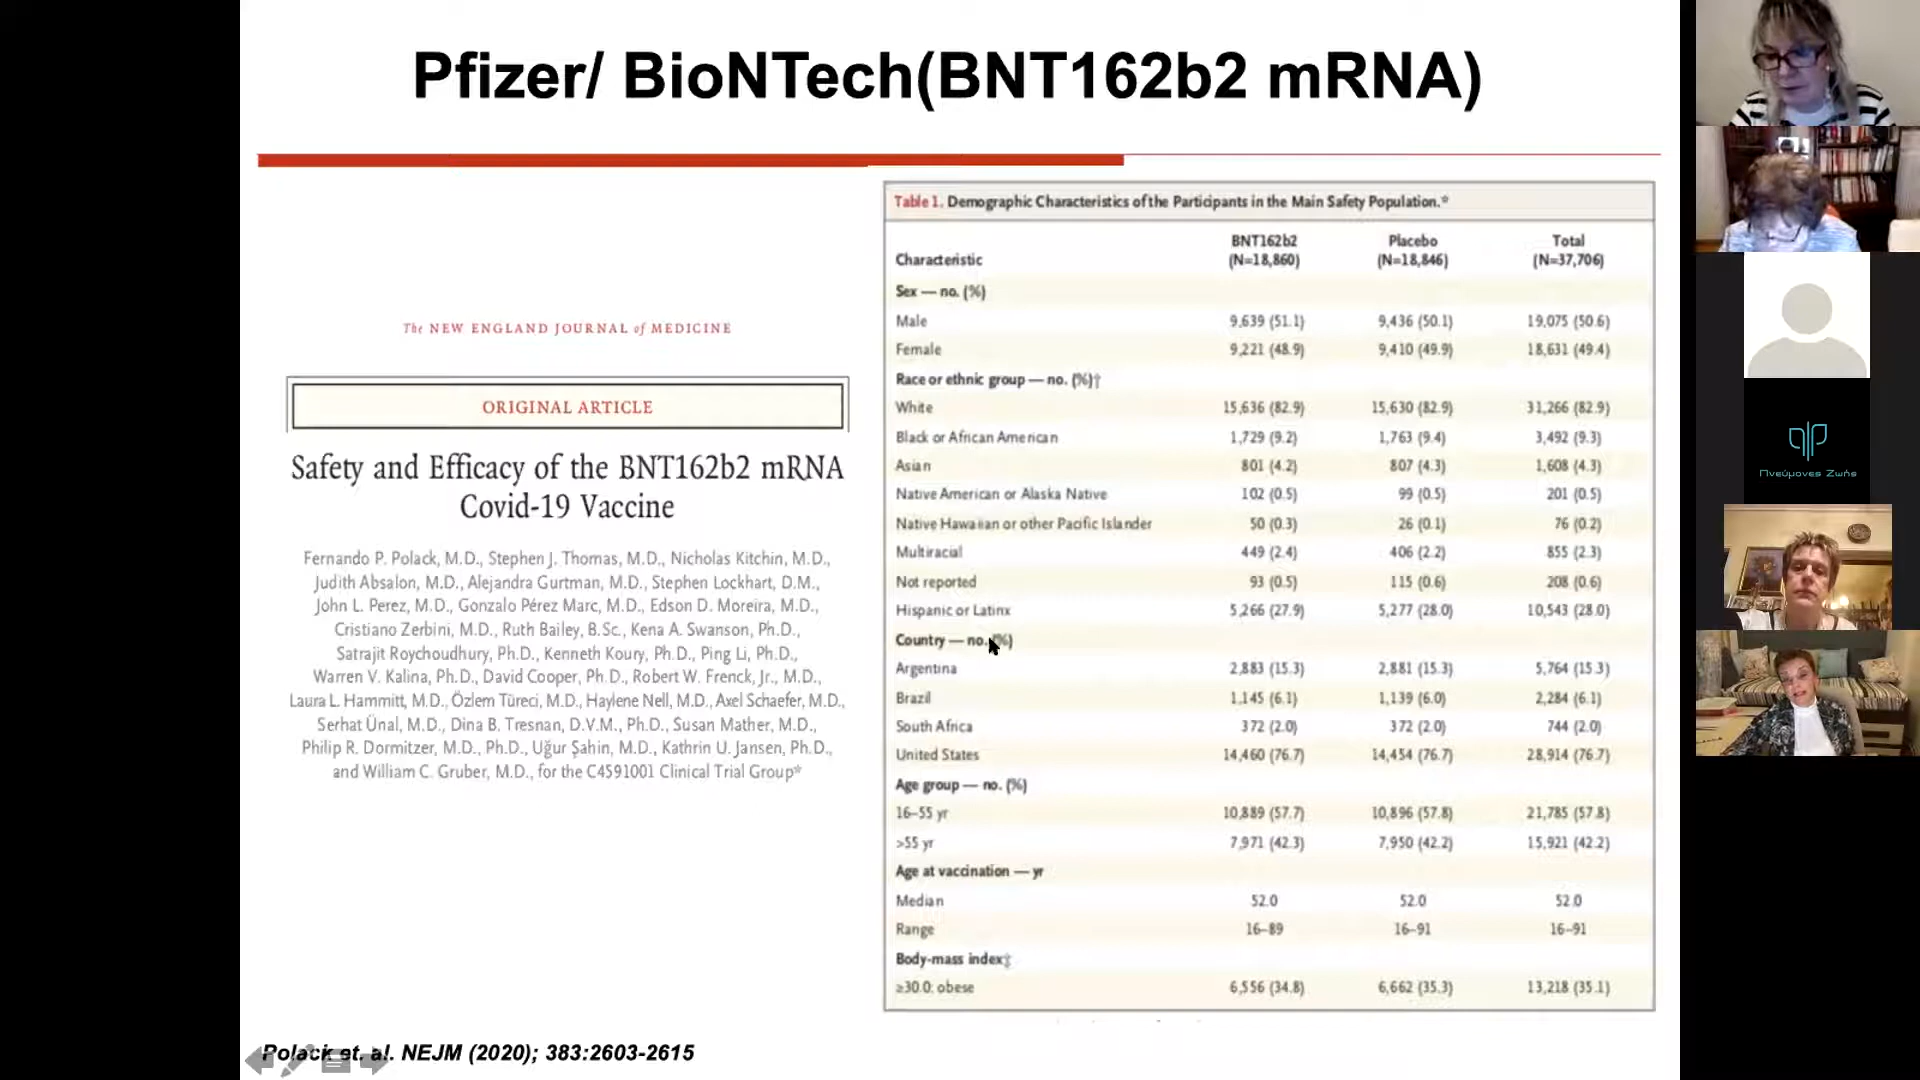 Pfizer/ BioNTech(BNT162b2 mRNA)
The NEW ENGLAND JOURNAL of MEDICINE
ORIGINAL ARTICLE
Safety and Efficacy of the BNT162b2 mRNA
Covid-19 Vaccine
Fernando P. Polack, M.D., Stephen J. Thomas, M.D., Nicholas Kitchin, M.D.,
Judith Absalon, M.D., Alejandra Gurtman, M.D., Stephen Lockhart, D.M.,
John L. Perez, M.D., Gonzalo Pérez Marc, M.D., Edson D. Moreira, M.D.,
Cristiano Zerbini, M.D., Ruth Bailey, B.Sc., Kena A. Swanson, Ph.D.,
Satrajit Roychoudhury, Ph.D., Kenneth Koury, Ph.D., Ping Li, Ph.D.,
Warren V. Kalina, Ph.D., David Cooper, Ph.D., Robert W. Frenck, Jr., M.D.,
Laura L. Hammitt, M.D., Özlem Türeci, M.D., Haylene Nell, M.D., Axel Schaefer, M.D.,
Serhat Ünal, M.D., Dina B. Tresnan, D.V.M., Ph.D., Susan Mather, M.D.,
Philip R. Dormitzer, M.D., Ph.D., Uğur Şahin, M.D., Kathrin U. Jansen, Ph.D.,
and William C. Gruber, M.D., for the C4591001 Clinical Trial Group*
Table 1. Demographic Characteristics of the Participants in the Main Safety Population.*
Characteristic BNT162b2 (N=18,860) Placebo (N=18,846) Total (N=37,706)
Sex — no. (%)
Male 9,639 (51.1) 9,436 (50.1) 19,075 (50.6)
Female 9,221 (48.9) 9,410 (49.9) 18,631 (49.4)
Race or ethnic group — no. (%)†
White 15,636 (82.9) 15,630 (82.9) 31,266 (82.9)
Black or African American 1,729 (9.2) 1,763 (9.4) 3,492 (9.3)
Asian 801 (4.2) 807 (4.3) 1,608 (4.3)
Native American or Alaska Native 102 (0.5) 99 (0.5) 201 (0.5)
Native Hawaiian or other Pacific Islander 50 (0.3) 26 (0.1) 76 (0.2)
Multiracial 449 (2.4) 406 (2.2) 855 (2.3)
Not reported 93 (0.5) 115 (0.6) 208 (0.6)
Hispanic or Latinx 5,266 (27.9) 5,277 (28.0) 10,543 (28.0)
Country — no. (%)
Argentina 2,883 (15.3) 2,881 (15.3) 5,764 (15.3)
Brazil 1,145 (6.1) 1,139 (6.0) 2,284 (6.1)
South Africa 372 (2.0) 372 (2.0) 744 (2.0)
United States 14,460 (76.7) 14,454 (76.7) 28,914 (76.7)
Age group — no. (%)
16–55 yr 10,889 (57.7) 10,896 (57.8) 21,785 (57.8)
>55 yr 7,971 (42.3) 7,950 (42.2) 15,921 (42.2)
Age at vaccination — yr
Median 52.0 52.0 52.0
Range 16–89 16–91 16–91
Body-mass index‡
≥30.0: obese 6,556 (34.8) 6,662 (35.3) 13,218 (35.1)
Polack et. al. NEJM (2020); 383:2603-2615
Πνεύμονες Ζωής